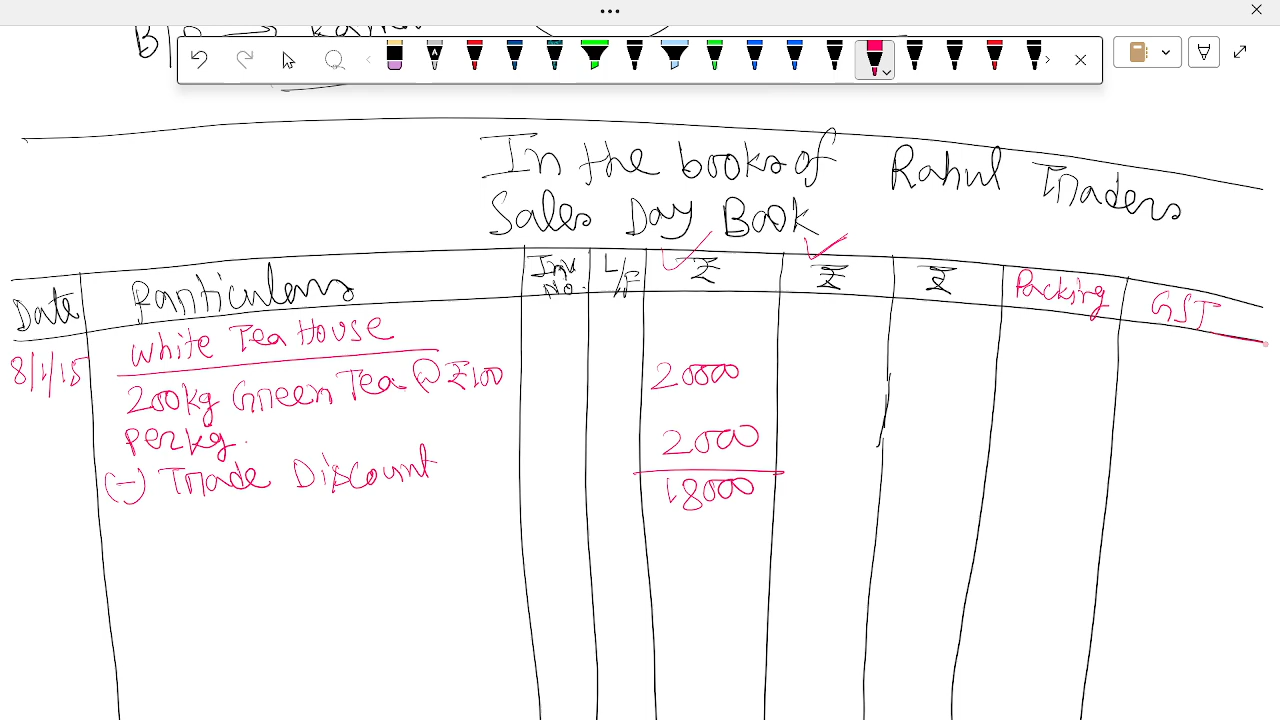 In the books of Rahul Traders
Sales Day Book
Date Particulars Inv No. L/F ₹ ₹ ₹ Packing GST
8/1/15 White Tea House
200kg Green Tea @ ₹100 20000
per kg.
2000
(-) Trade Discount
18000